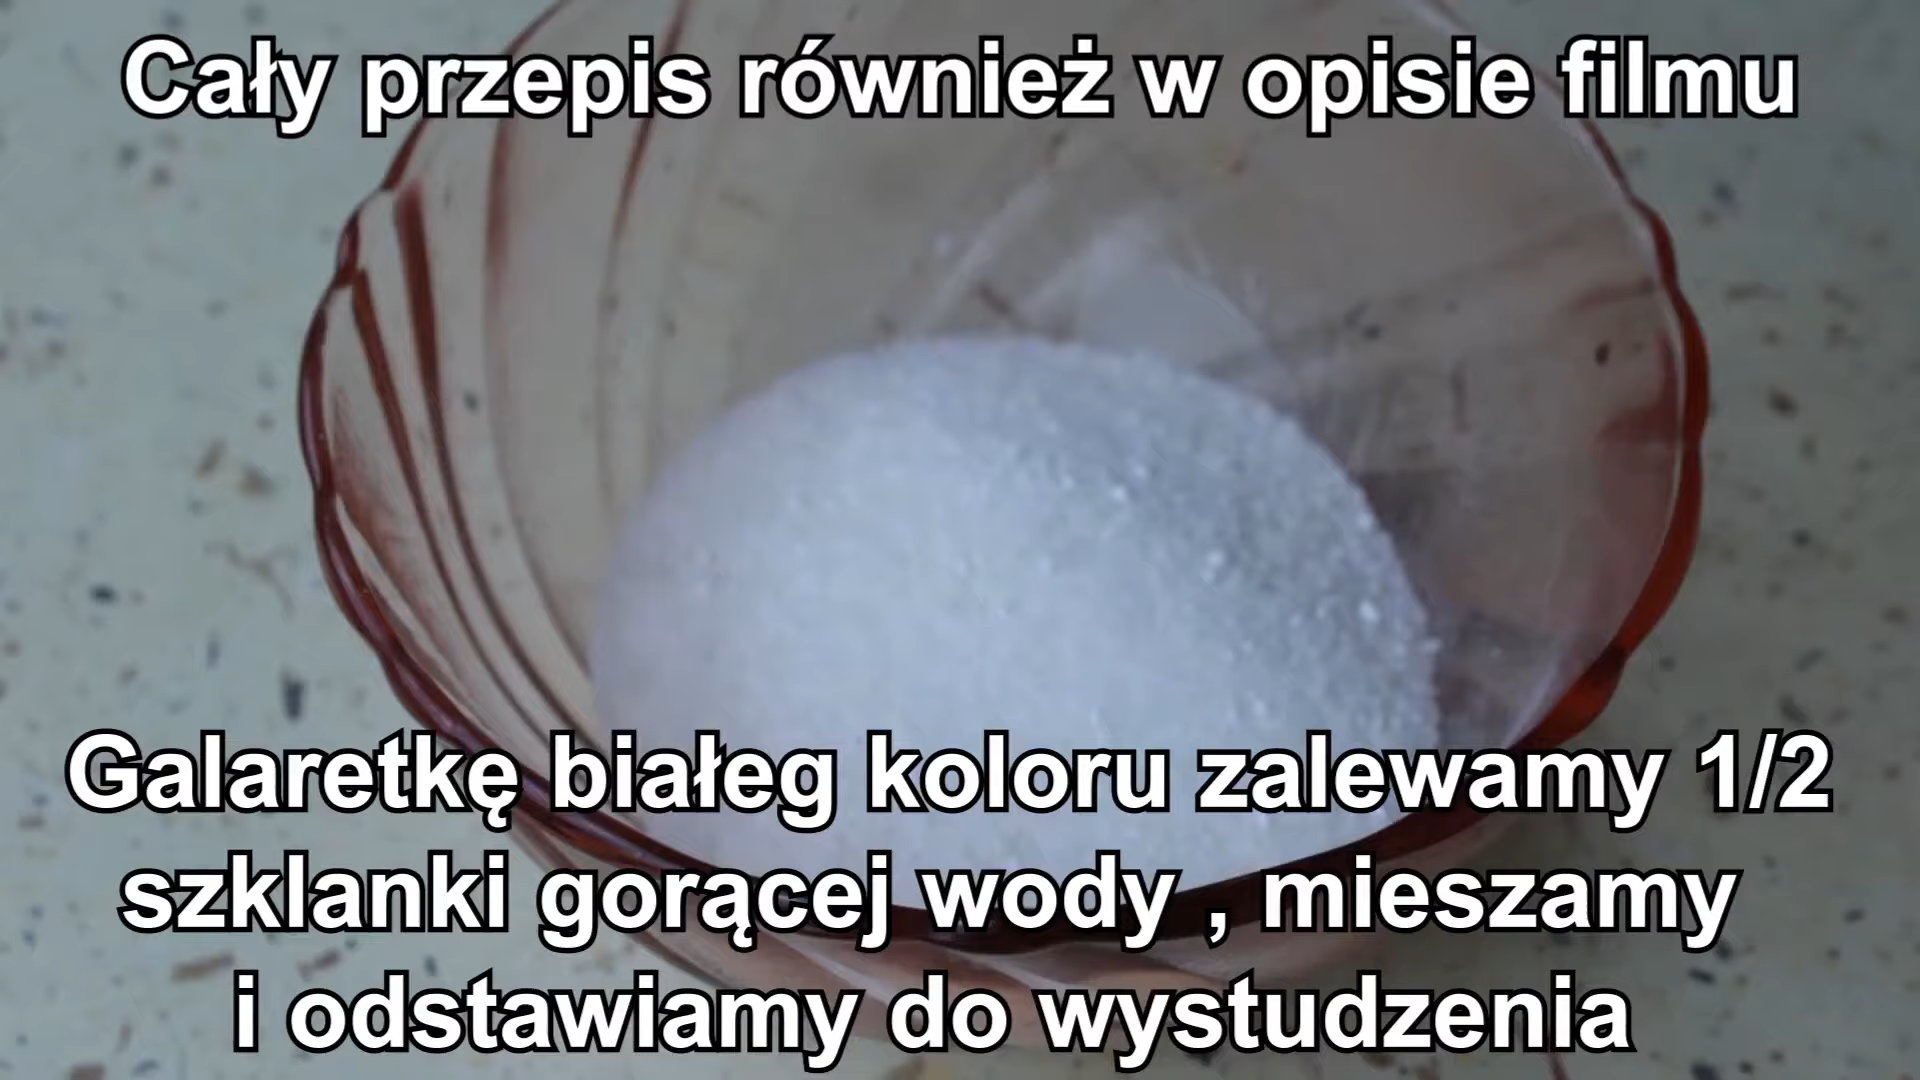 Cały przepis również w opisie filmu
Galaretkę białeg koloru zalewamy 1/2
szklanki gorącej wody , mieszamy
i odstawiamy do wystudzenia